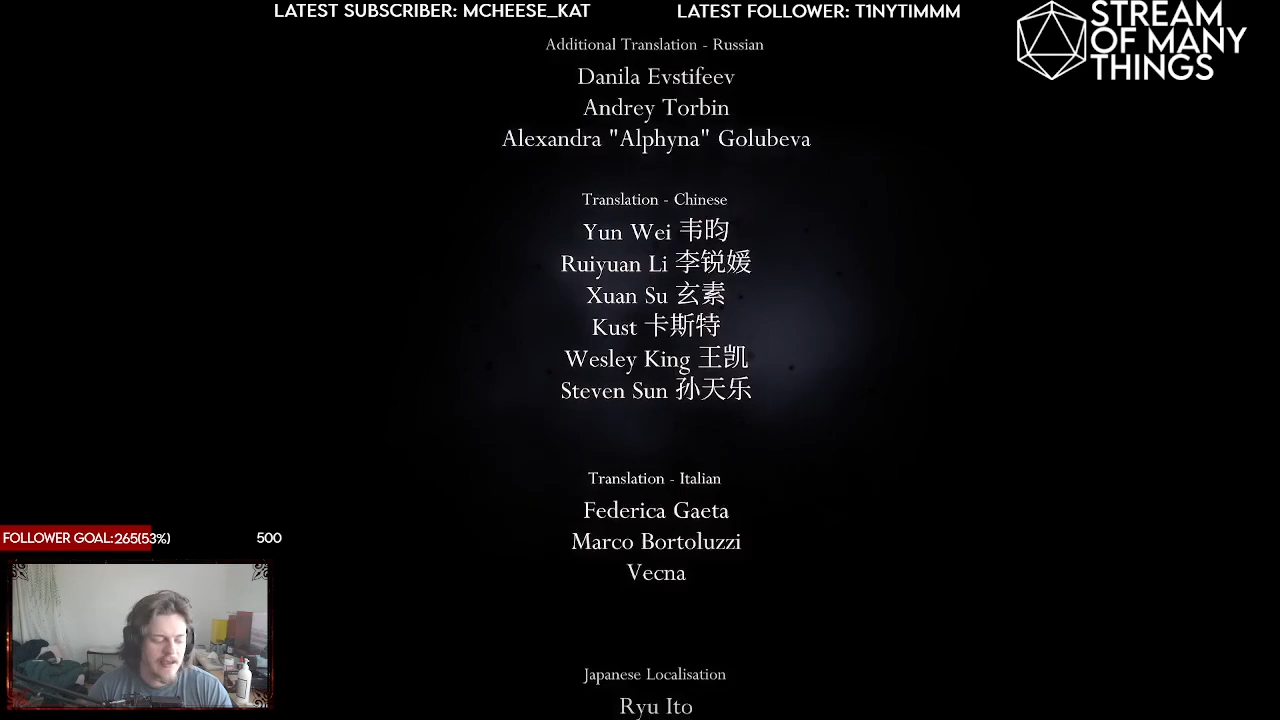 LATEST SUBSCRIBER: MCHEESE_KAT
LATEST FOLLOWER: T1NYTIMMM
STREAM
OF MANY
THINGS
Additional Translation - Russian
Danila Evstifeev
Andrey Torbin
Alexandra "Alphyna" Golubeva
Translation - Chinese
Yun Wei 韦昀
Ruiyuan Li 李锐媛
Xuan Su 玄素
Kust 卡斯特
Wesley King 王凯
Steven Sun 孙天乐
Translation - Italian
Federica Gaeta
Marco Bortoluzzi
Vecna
FOLLOWER GOAL: 265(53%) 500
Japanese Localisation
Ryu Ito